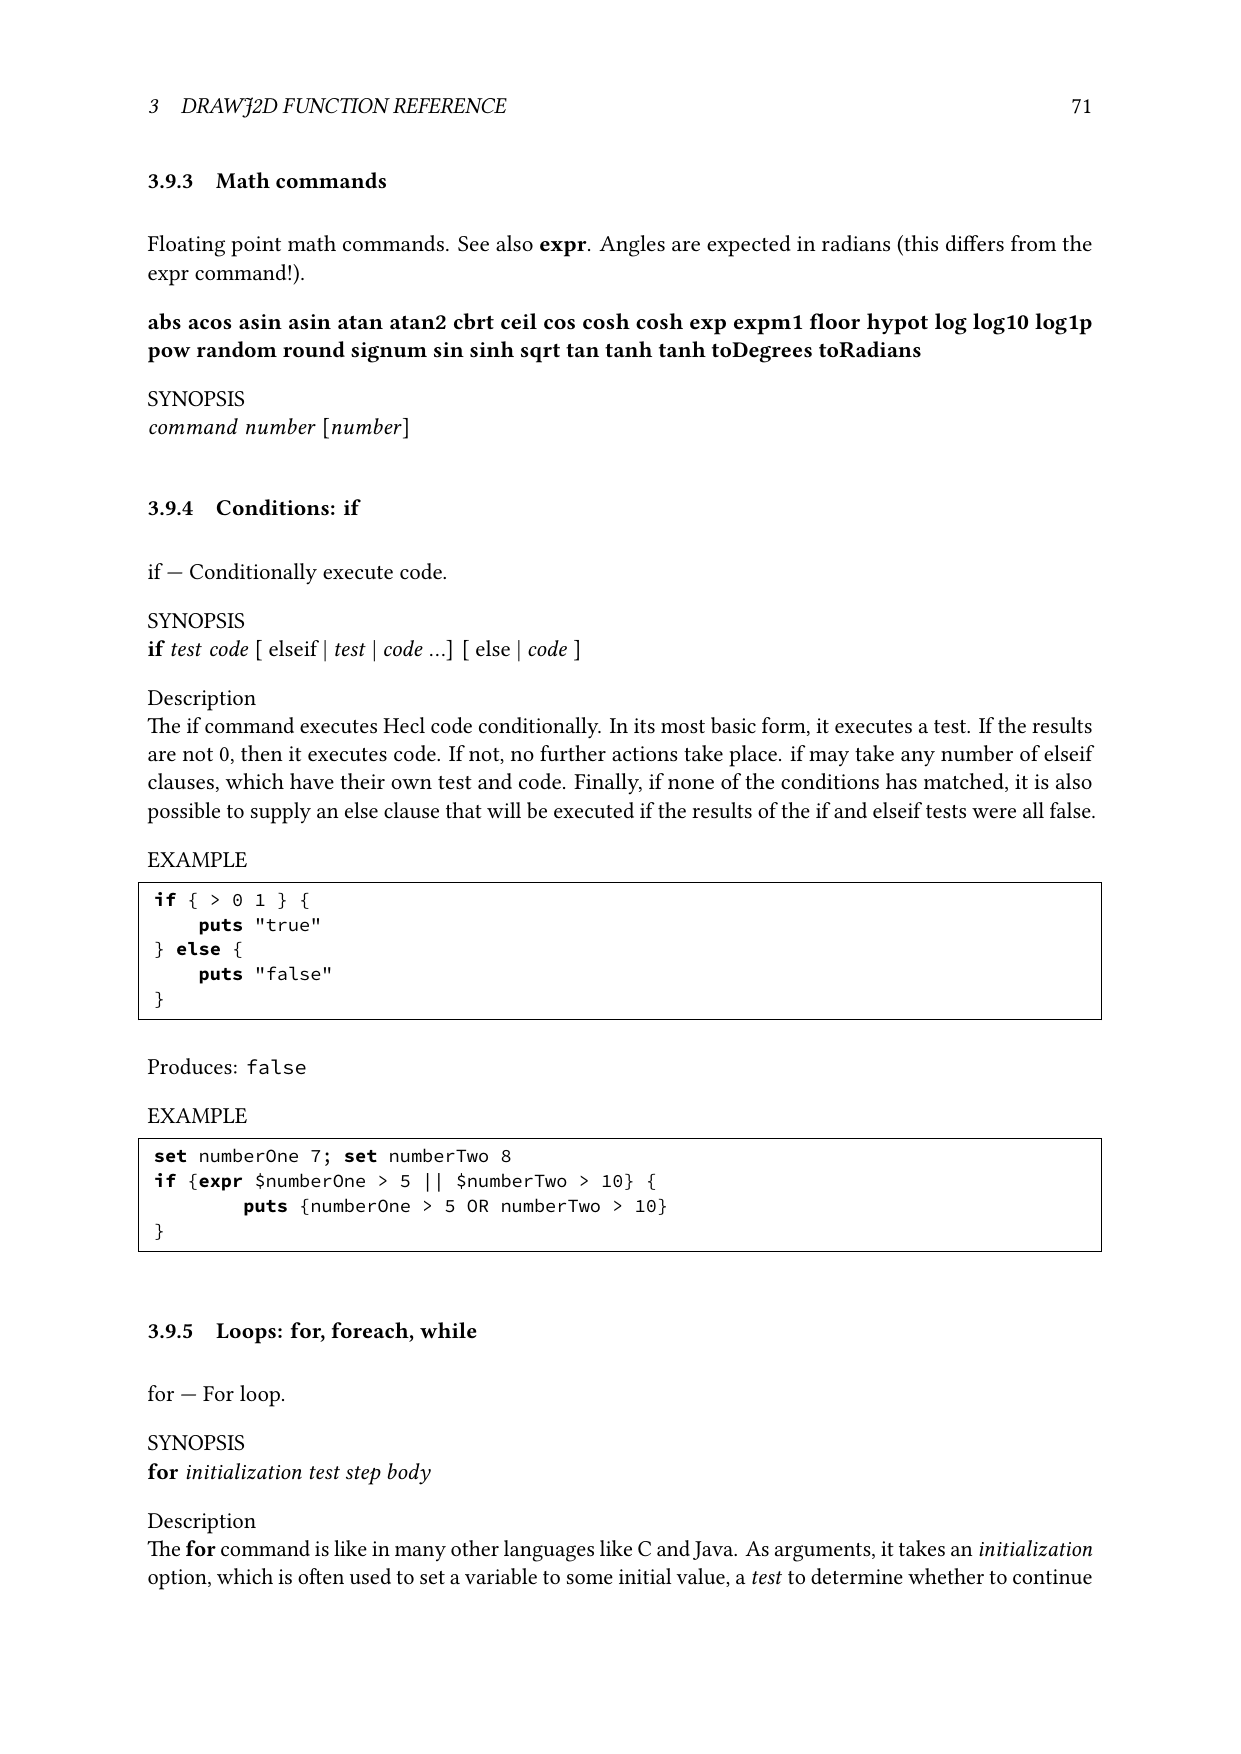 3 DRAWJ2D FUNCTION REFERENCE 71
3.9.3 Math commands
Floating point math commands. See also expr. Angles are expected in radians (this differs from the
expr command!).
abs acos asin asin atan atan2 cbrt ceil cos cosh cosh exp expm1 floor hypot log log10 log1p
pow random round signum sin sinh sqrt tan tanh tanh toDegrees toRadians
SYNOPSIS
command number [number]
3.9.4 Conditions: if
if — Conditionally execute code.
SYNOPSIS
if test code [ elseif | test | code ...] [ else | code ]
Description
The if command executes Hecl code conditionally. In its most basic form, it executes a test. If the results
are not 0, then it executes code. If not, no further actions take place. if may take any number of elseif
clauses, which have their own test and code. Finally, if none of the conditions has matched, it is also
possible to supply an else clause that will be executed if the results of the if and elseif tests were all false.
EXAMPLE
if { > 0 1 } {
    puts "true"
} else {
    puts "false"
}
Produces: false
EXAMPLE
set numberOne 7; set numberTwo 8
if {expr $numberOne > 5 || $numberTwo > 10} {
        puts {numberOne > 5 OR numberTwo > 10}
}
3.9.5 Loops: for, foreach, while
for — For loop.
SYNOPSIS
for initialization test step body
Description
The for command is like in many other languages like C and Java. As arguments, it takes an initialization
option, which is often used to set a variable to some initial value, a test to determine whether to continue